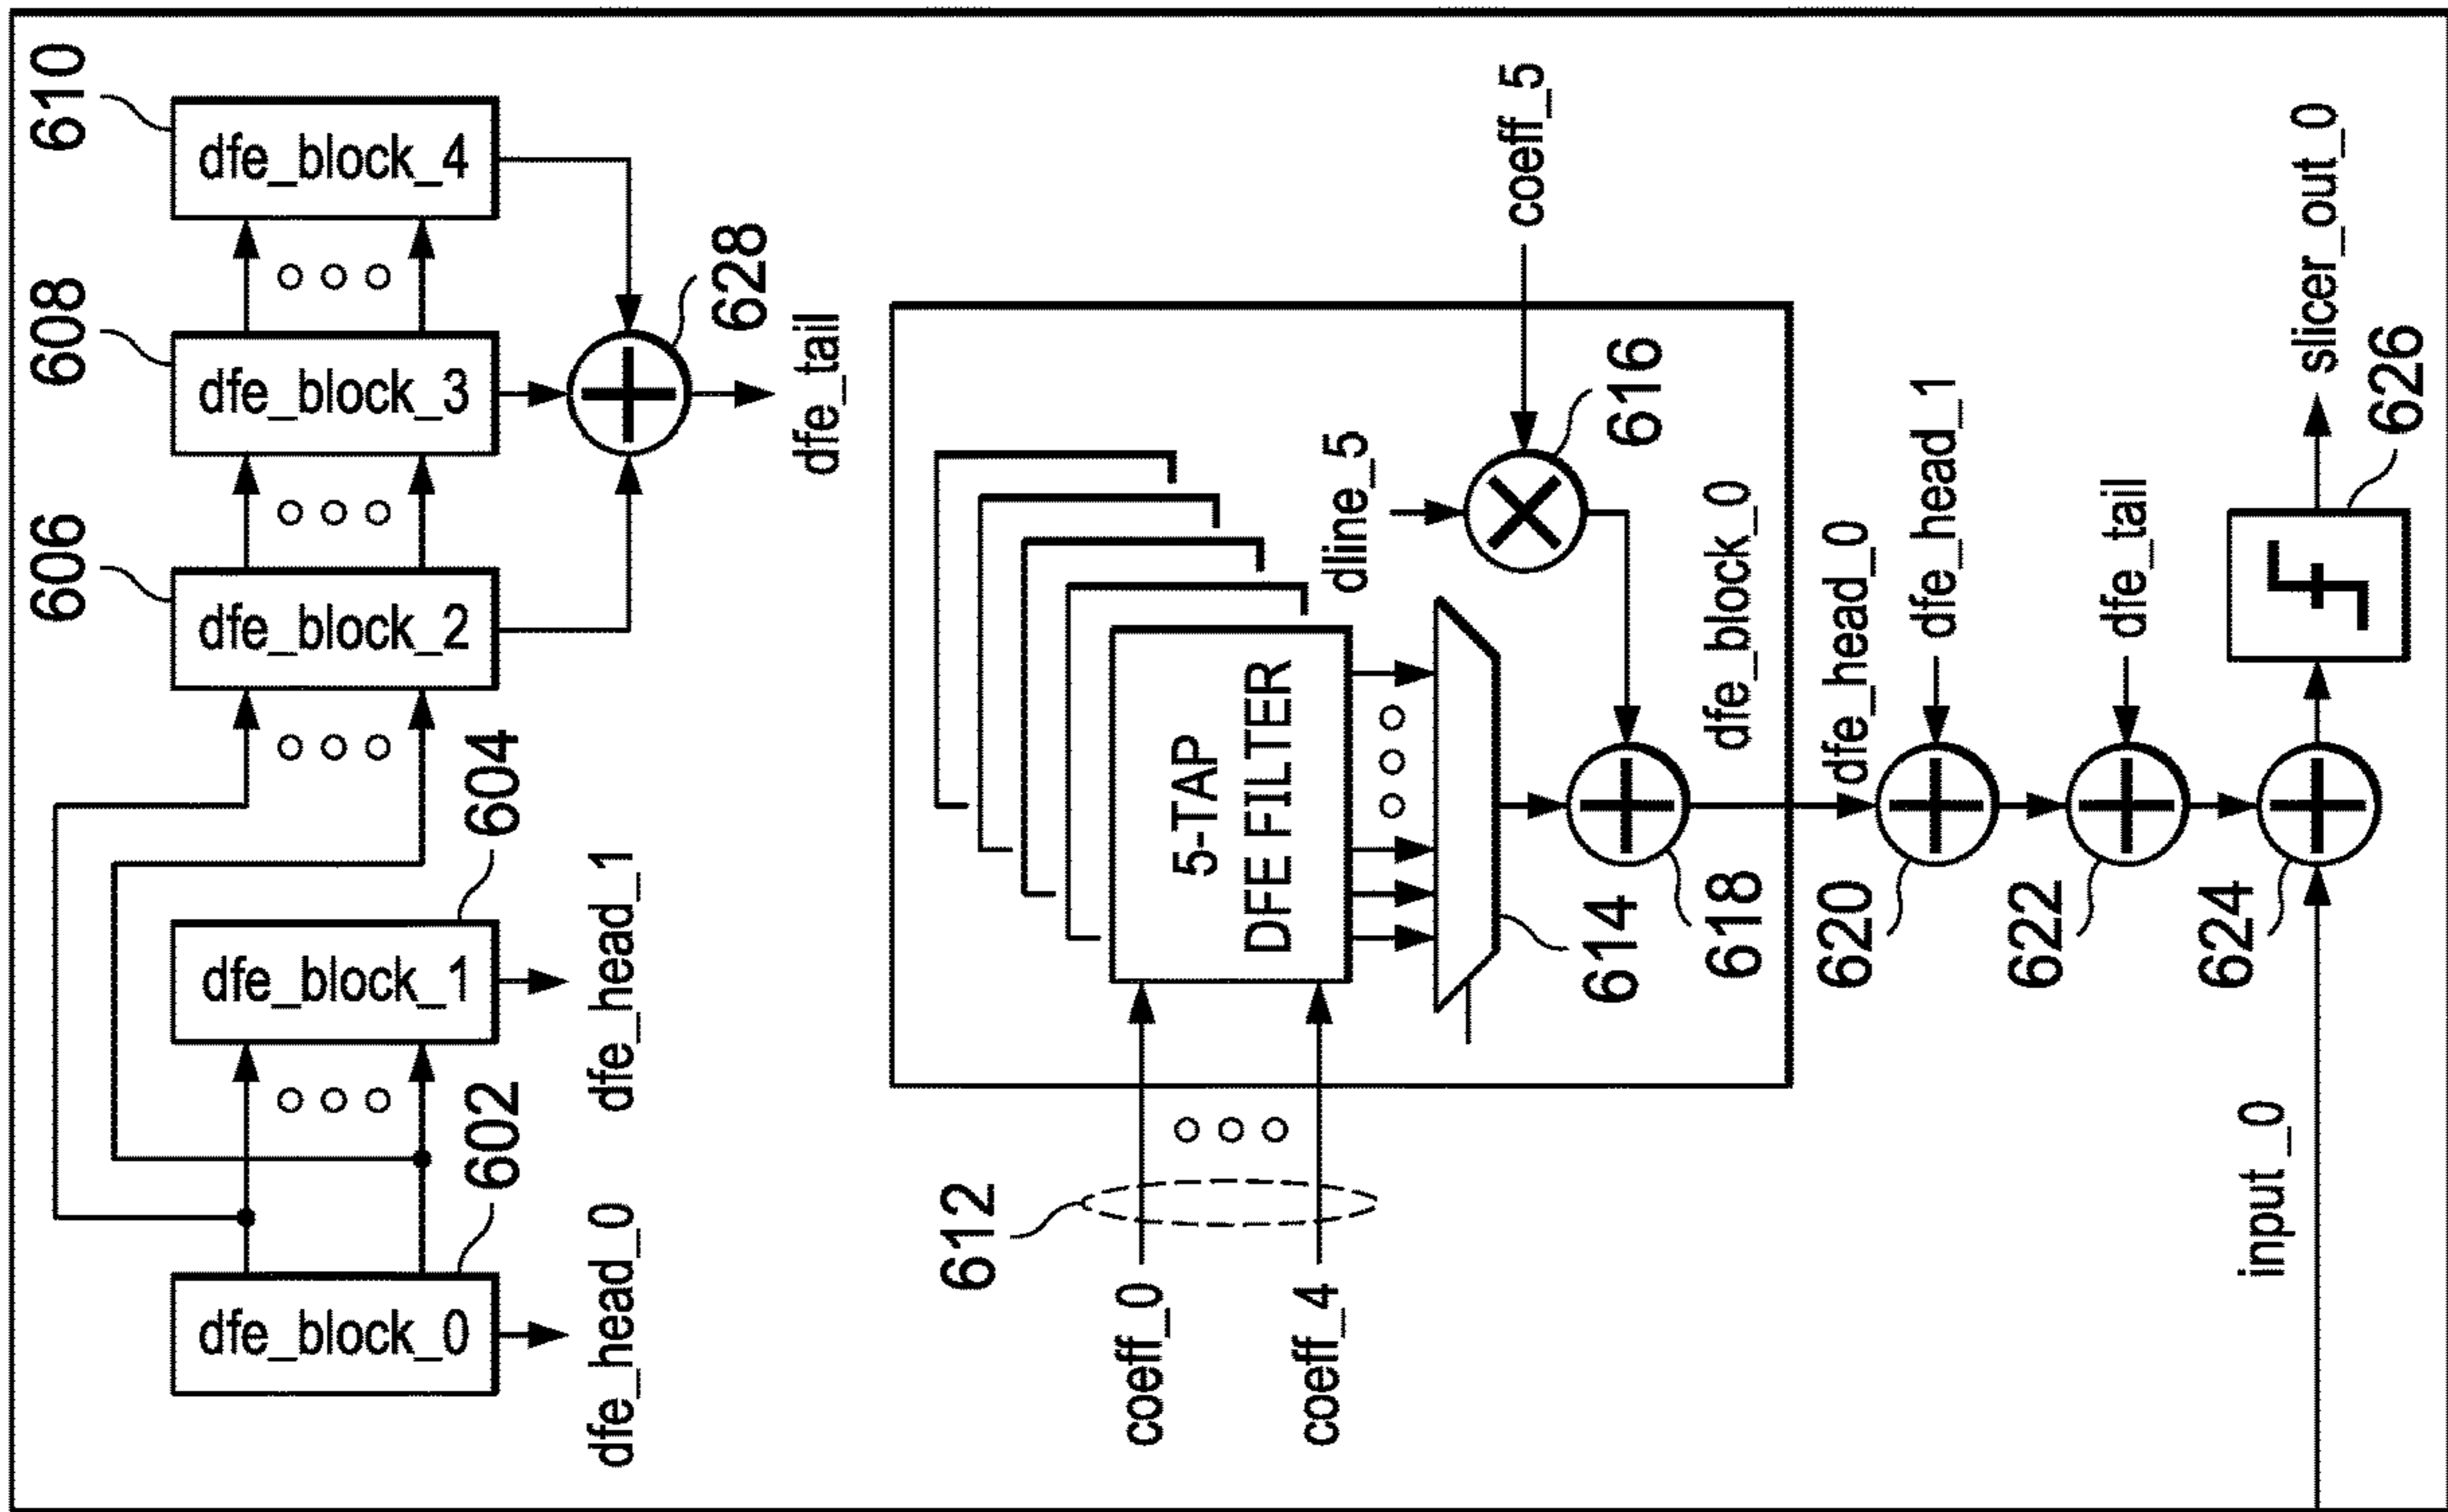 606 608 610
dfe_block_0 dfe_block_1 dfe_block_2 dfe_block_3 dfe_block_4
602 604
dfe_head_0 dfe_head_1
628
dfe_tail
612
coeff_0
5-TAP
DFE FILTER
coeff_4
dline_5
coeff_5
614
616
618
dfe_block_0
dfe_head_0
620
dfe_head_1
622
dfe_tail
624
input_0
slicer_out_0
626